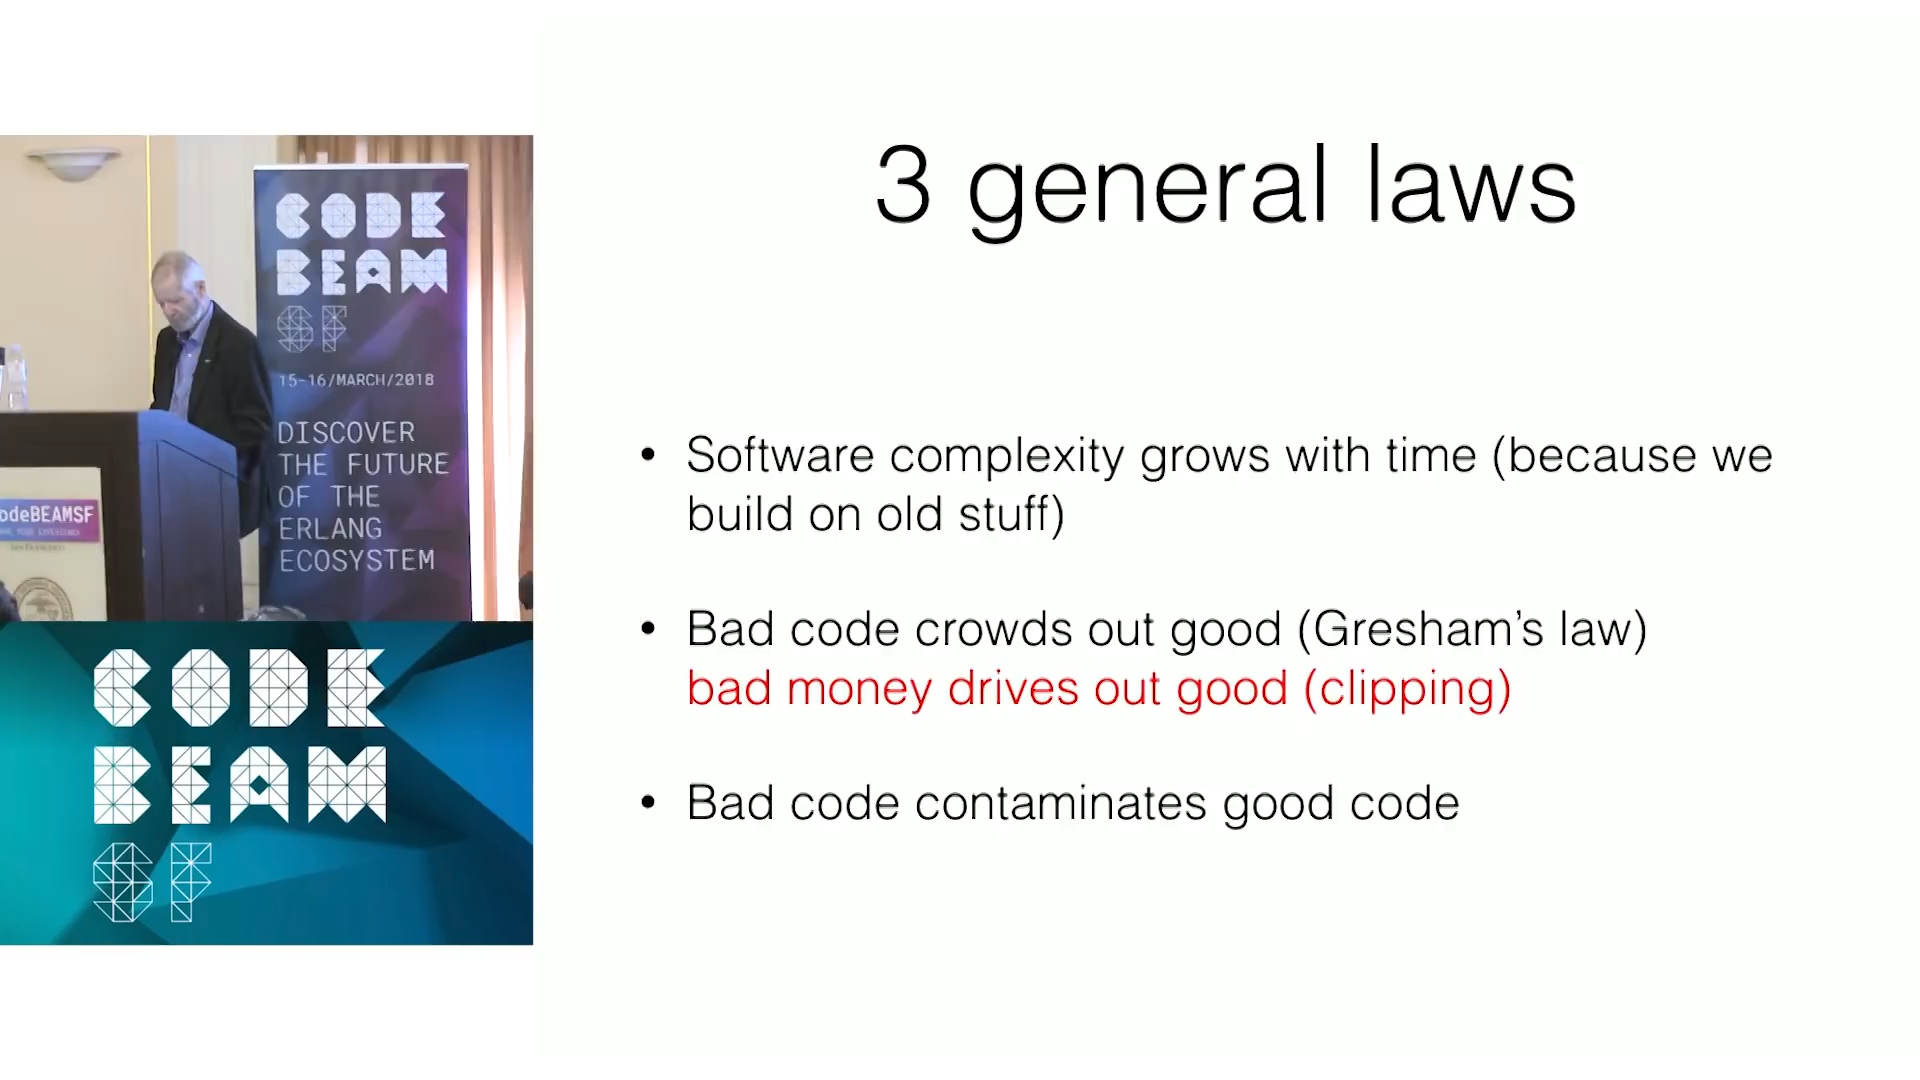 3 general laws
• Software complexity grows with time (because we
build on old stuff)
• Bad code crowds out good (Gresham's law)
bad money drives out good (clipping)
• Bad code contaminates good code
CODE
BEAM
SF
15-16/MARCH/2018
DISCOVER
THE FUTURE
OF THE
ERLANG
ECOSYSTEM
odeBEAMSF
CODE
BEAM
SF